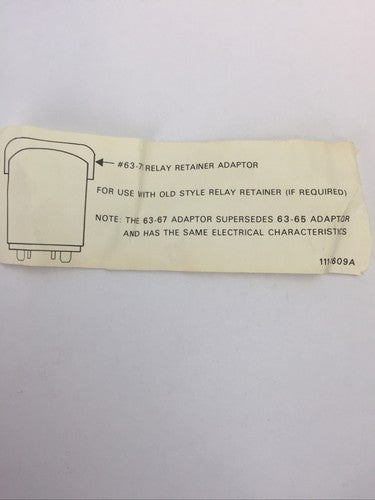 #63-7 RELAY RETAINER ADAPTOR
FOR USE WITH OLD STYLE RELAY RETAINER (IF REQUIRED)
NOTE: THE 63-67 ADAPTOR SUPERSEDES 63-65 ADAPTOR
AND HAS THE SAME ELECTRICAL CHARACTERISTICS
111609A